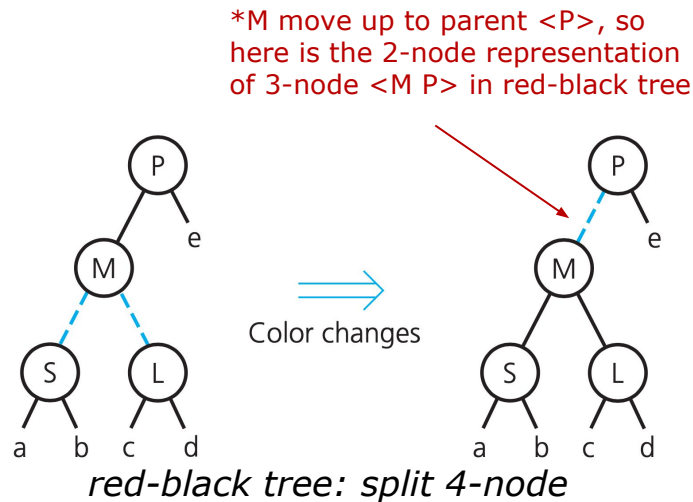 *M move up to parent <P>, so
here is the 2-node representation
of 3-node <M P> in red-black tree
P
P
e
e
M
M
Color changes
S
L
S
L
a
b
c
d
a
b
c
d
red-black tree: split 4-node